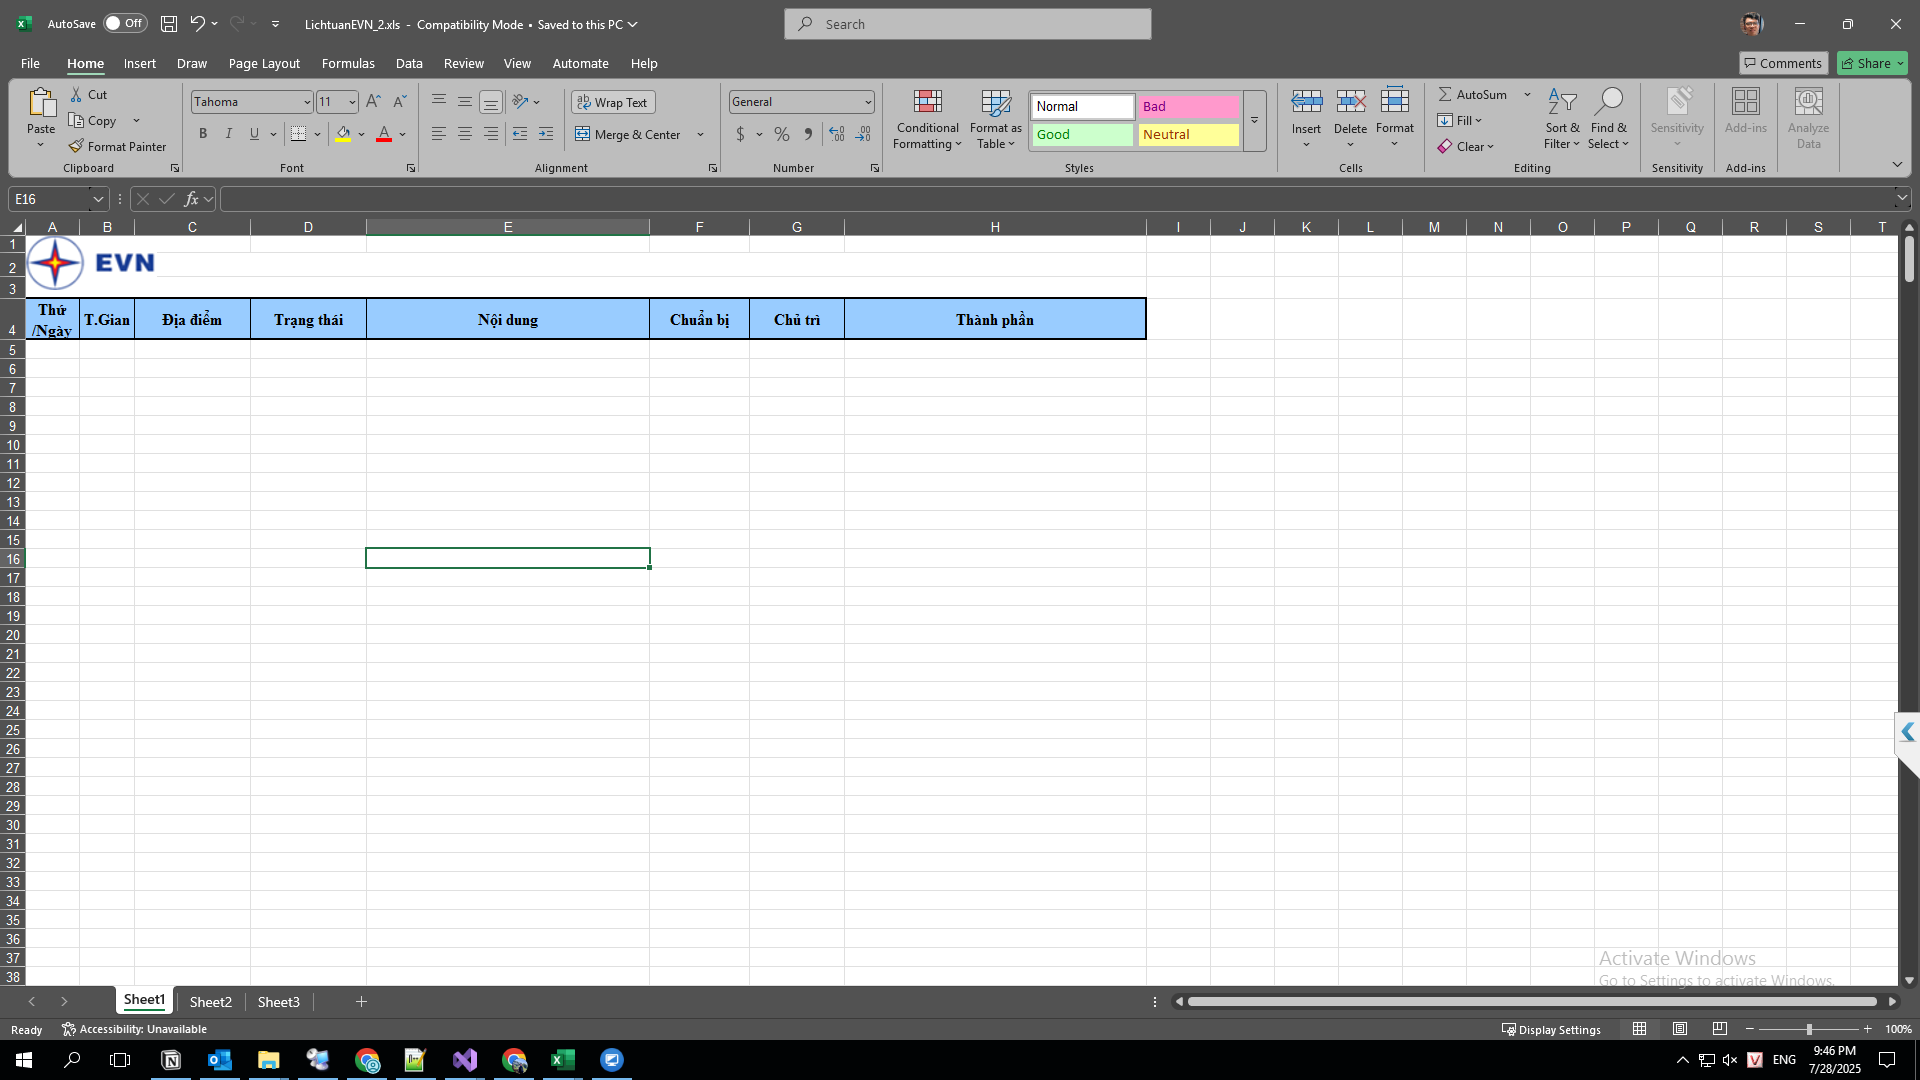 AutoSave Off LichtuanEVN_2.xls - Compatibility Mode • Saved to this PC Search
File Home Insert Draw Page Layout Formulas Data Review View Automate Help Comments Share
Paste Cut Copy Format Painter Clipboard
Tahoma 11 A A B I U A Font
ab Wrap Text Merge & Center Alignment
General $ % 9 Number
Conditional Formatting Format as Table Normal Bad Good Neutral Styles
Insert Delete Format Cells
AutoSum Fill Clear Sort & Filter Find & Select Editing
Sensitivity Sensitivity
Add-ins Add-ins
Analyze Data
E16 fx
A B C D E F G H I J K L M N O P Q R S T
1
2 EVN
3
4 Thứ /Ngày T.Gian Địa điểm Trạng thái Nội dung Chuẩn bị Chủ trì Thành phần
5
6
7
8
9
10
11
12
13
14
15
16
17
18
19
20
21
22
23
24
25
26
27
28
29
30
31
32
33
34
35
36
37
38
Activate Windows
Go to Settings to activate Windows.
Sheet1 Sheet2 Sheet3
Ready Accessibility: Unavailable Display Settings 100%
ENG 9:46 PM
7/28/2025